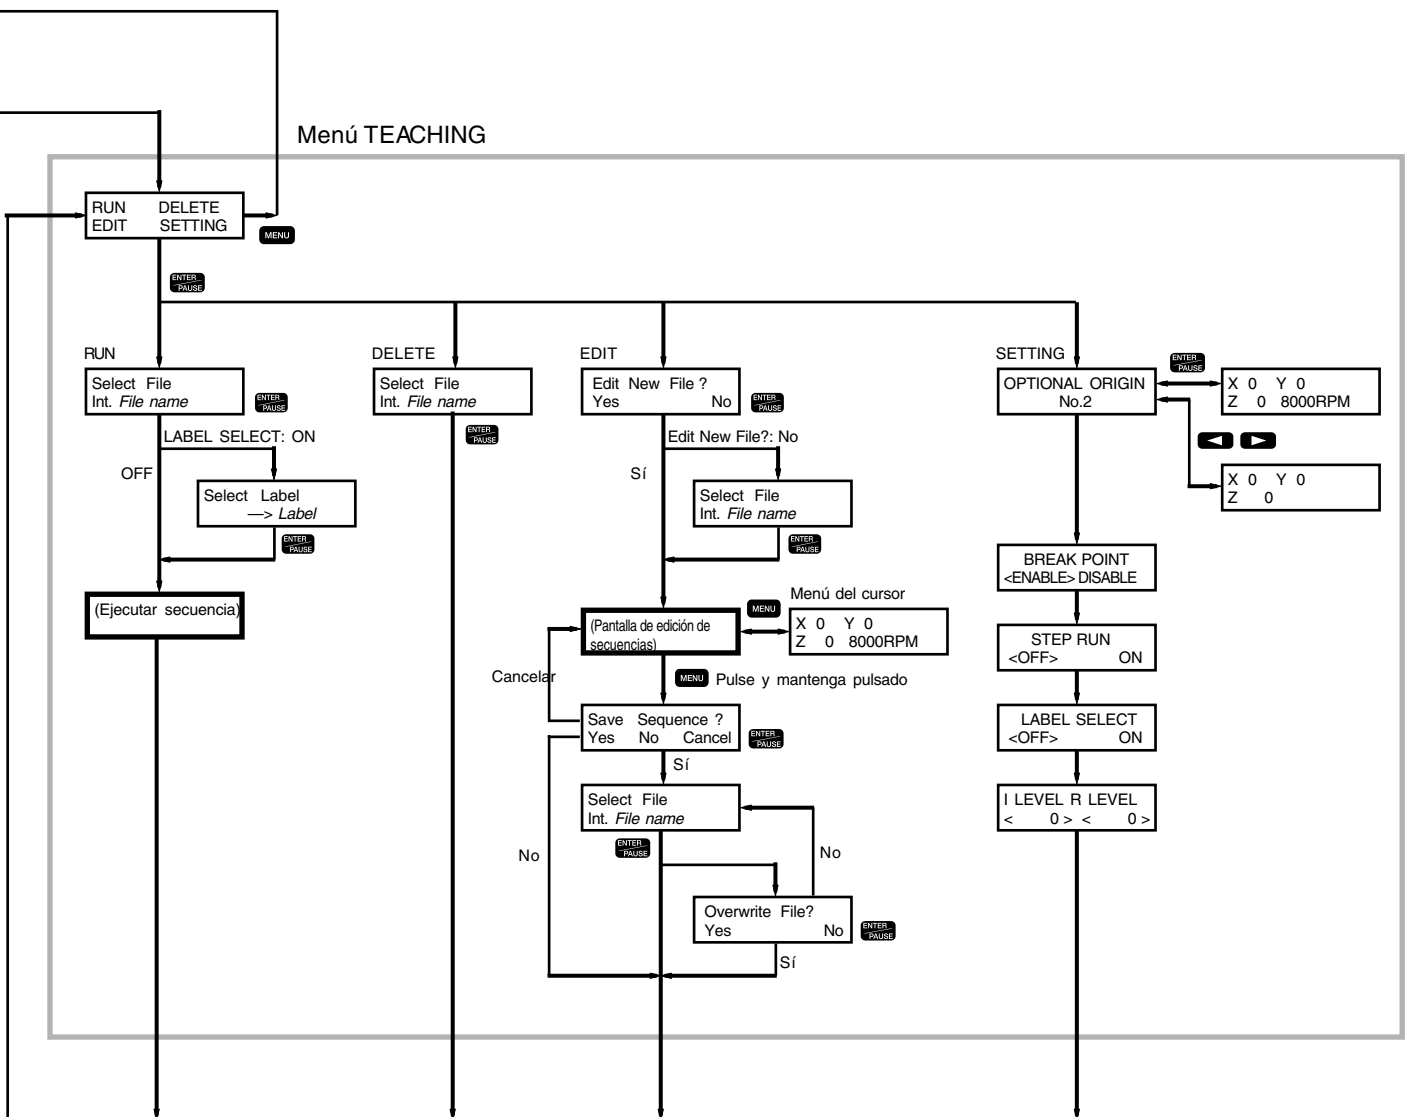 Menú TEACHING
RUN DELETE
EDIT SETTING
MENU
ENTER
PAUSE
RUN
Select File
Int. File name
ENTER
PAUSE
LABEL SELECT: ON
OFF
Select Label
—> Label
ENTER
PAUSE
(Ejecutar secuencia)
DELETE
Select File
Int. File name
ENTER
PAUSE
EDIT
Edit New File ?
Yes No
ENTER
PAUSE
Edit New File?: No
Sí
Select File
Int. File name
ENTER
PAUSE
(Pantalla de edición de
secuencias)
MENU
Menú del cursor
X 0 Y 0
Z 0 8000RPM
Cancelar
MENU Pulse y mantenga pulsado
Save Sequence ?
Yes No Cancel
ENTER
PAUSE
Sí
Select File
Int. File name
ENTER
PAUSE
No
No
Overwrite File?
Yes No
ENTER
PAUSE
Sí
SETTING
OPTIONAL ORIGIN
No.2
ENTER
PAUSE
X 0 Y 0
Z 0 8000RPM
X 0 Y 0
Z 0
BREAK POINT
<ENABLE> DISABLE
STEP RUN
<OFF> ON
LABEL SELECT
<OFF> ON
I LEVEL R LEVEL
< 0 > < 0 >